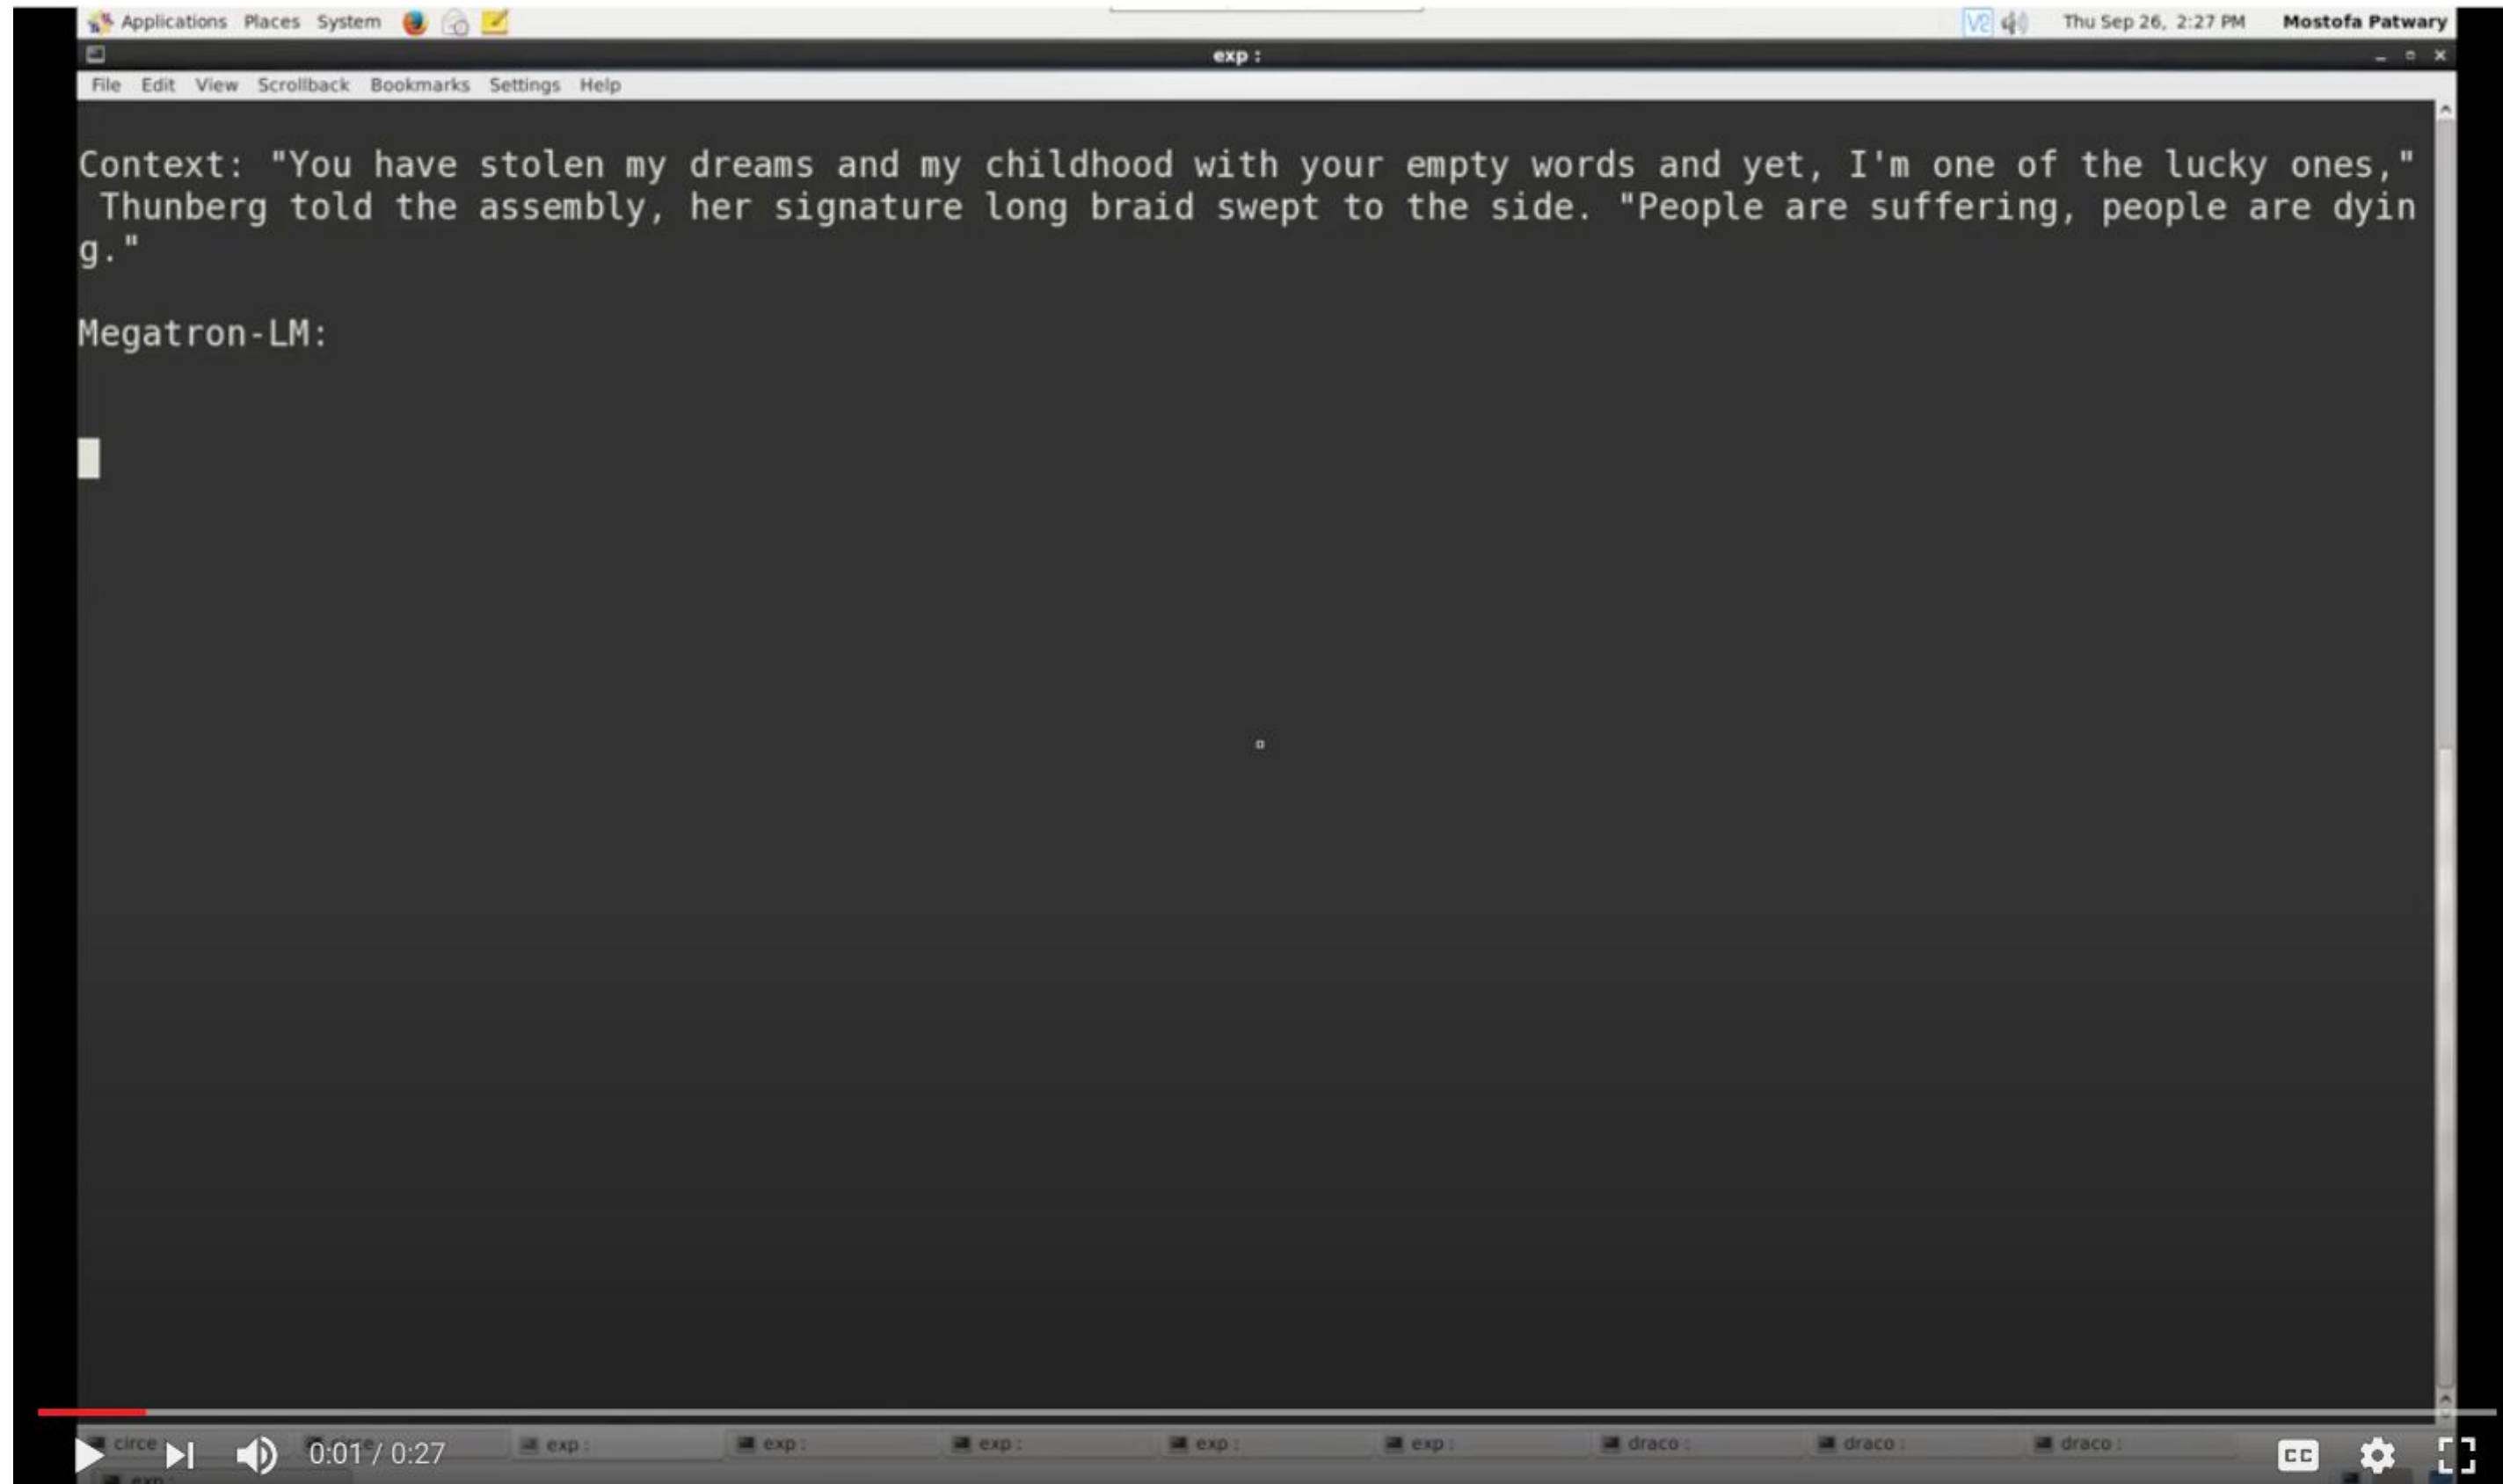 Applications Places System
Thu Sep 26, 2:27 PM Mostofa Patwary
exp :
File Edit View Scrollback Bookmarks Settings Help
Context: "You have stolen my dreams and my childhood with your empty words and yet, I'm one of the lucky ones,"
Thunberg told the assembly, her signature long braid swept to the side. "People are suffering, people are dyin
g."
Megatron-LM:
circe circe exp : exp : exp : exp : exp : draco : draco : draco :
0:01 / 0:27
CC
exp :